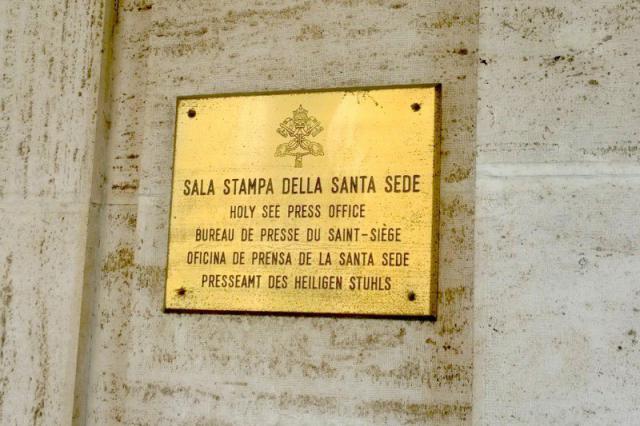 SALA STAMPA DELLA SANTA SEDE
HOLY SEE PRESS OFFICE
BUREAU DE PRESSE DU SAINT-SIÈGE
OFICINA DE PRENSA DE LA SANTA SEDE
PRESSEAMT DES HEILIGEN STUHLS